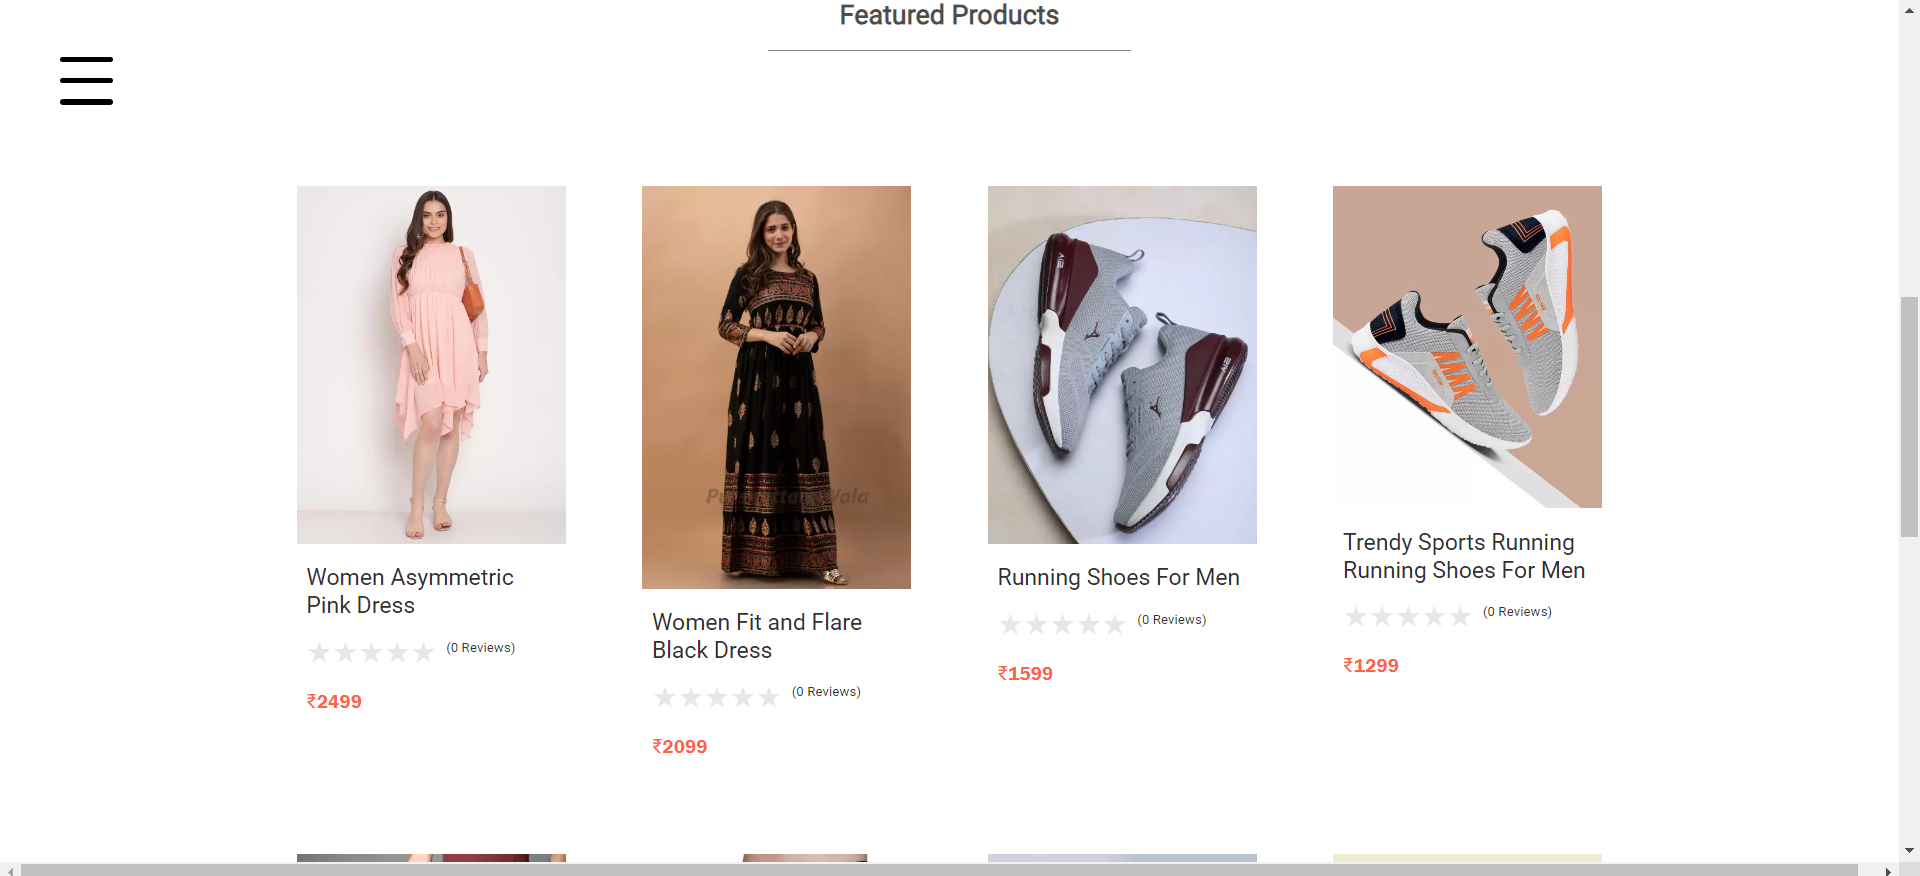 Featured Products
Women Asymmetric
Pink Dress
(0 Reviews)
₹2499
Women Fit and Flare
Black Dress
(0 Reviews)
₹2099
Running Shoes For Men
(0 Reviews)
₹1599
Trendy Sports Running
Running Shoes For Men
(0 Reviews)
₹1299